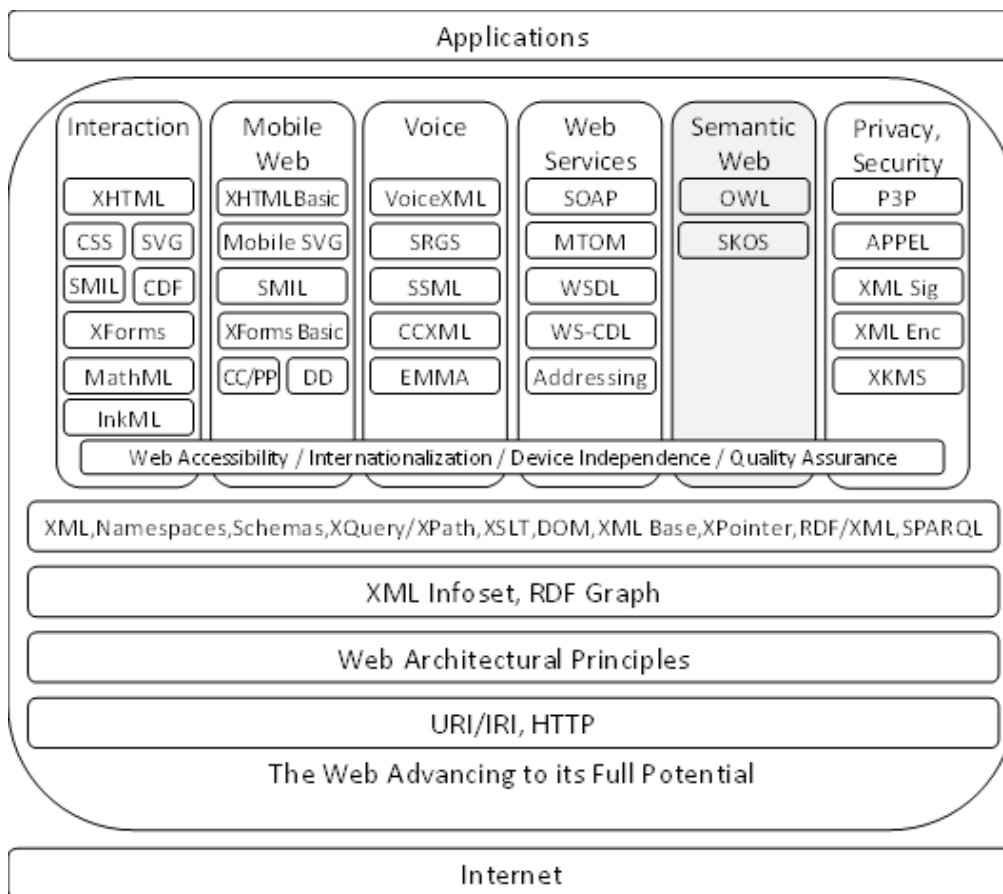 Applications
Interaction
Mobile
Web
Voice
Web
Services
Semantic
Web
Privacy,
Security
XHTML
CSS
SVG
SMIL
CDF
XForms
MathML
InkML
XHTMLBasic
Mobile SVG
SMIL
XForms Basic
CC/PP
DD
VoiceXML
SRGS
SSML
CCXML
EMMA
SOAP
MTOM
WSDL
WS-CDL
Addressing
OWL
SKOS
P3P
APPEL
XML Sig
XML Enc
XKMS
Web Accessibility / Internationalization / Device Independence / Quality Assurance
XML,Namespaces,Schemas,XQuery/XPath,XSLT,DOM,XML Base,XPointer,RDF/XML,SPARQL
XML Infoset, RDF Graph
Web Architectural Principles
URI/IRI, HTTP
The Web Advancing to its Full Potential
Internet